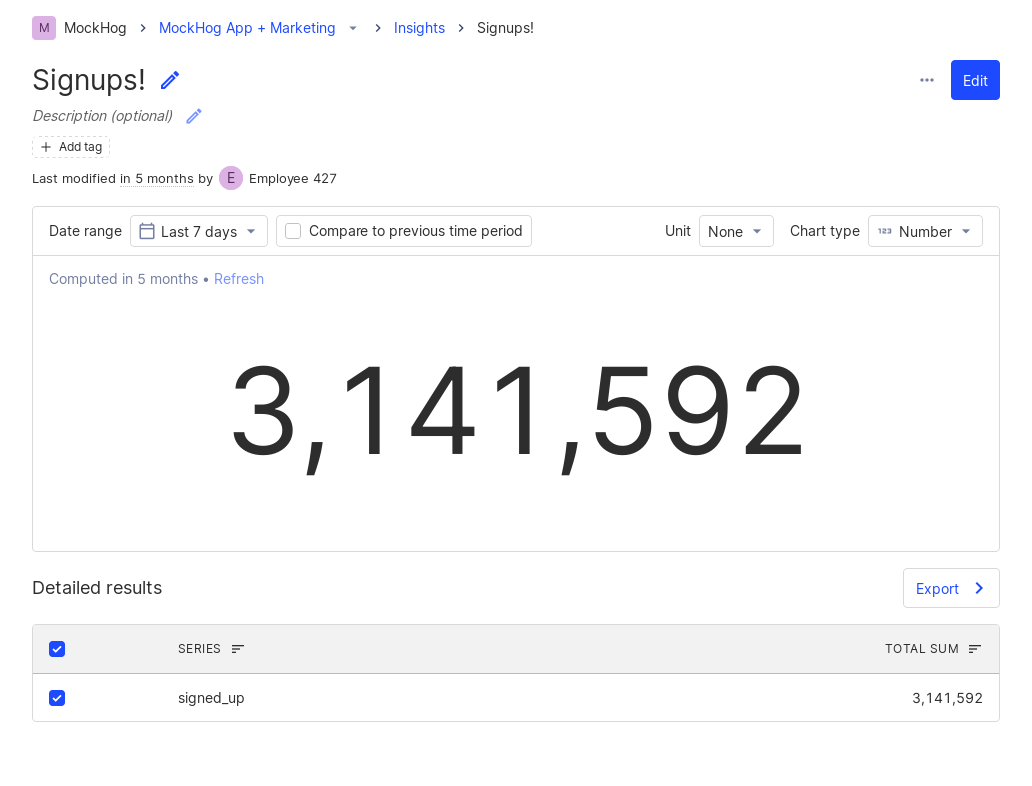 M MockHog MockHog App + Marketing Insights Signups!
Signups! Edit
Description (optional)
Add tag
Last modified in 5 months by E Employee 427
Date range Last 7 days Compare to previous time period Unit None Chart type 123 Number
Computed in 5 months • Refresh
3,141,592
Detailed results Export
SERIES TOTAL SUM
signed_up 3,141,592